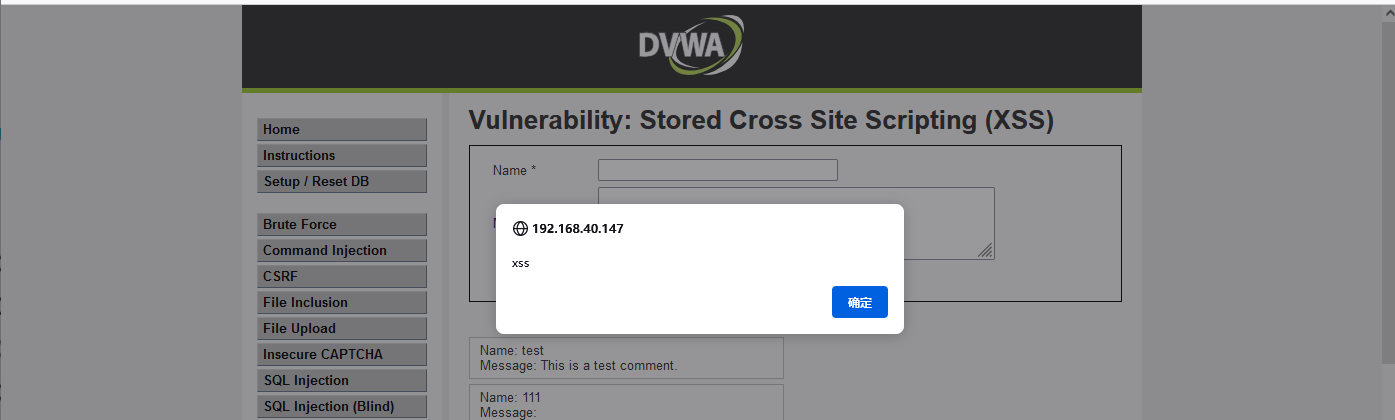 DVWA
Home
Instructions
Setup / Reset DB
Brute Force
Command Injection
CSRF
File Inclusion
File Upload
Insecure CAPTCHA
SQL Injection
SQL Injection (Blind)
Vulnerability: Stored Cross Site Scripting (XSS)
Name *
192.168.40.147
xss
确定
Name: test
Message: This is a test comment.
Name: 111
Message: